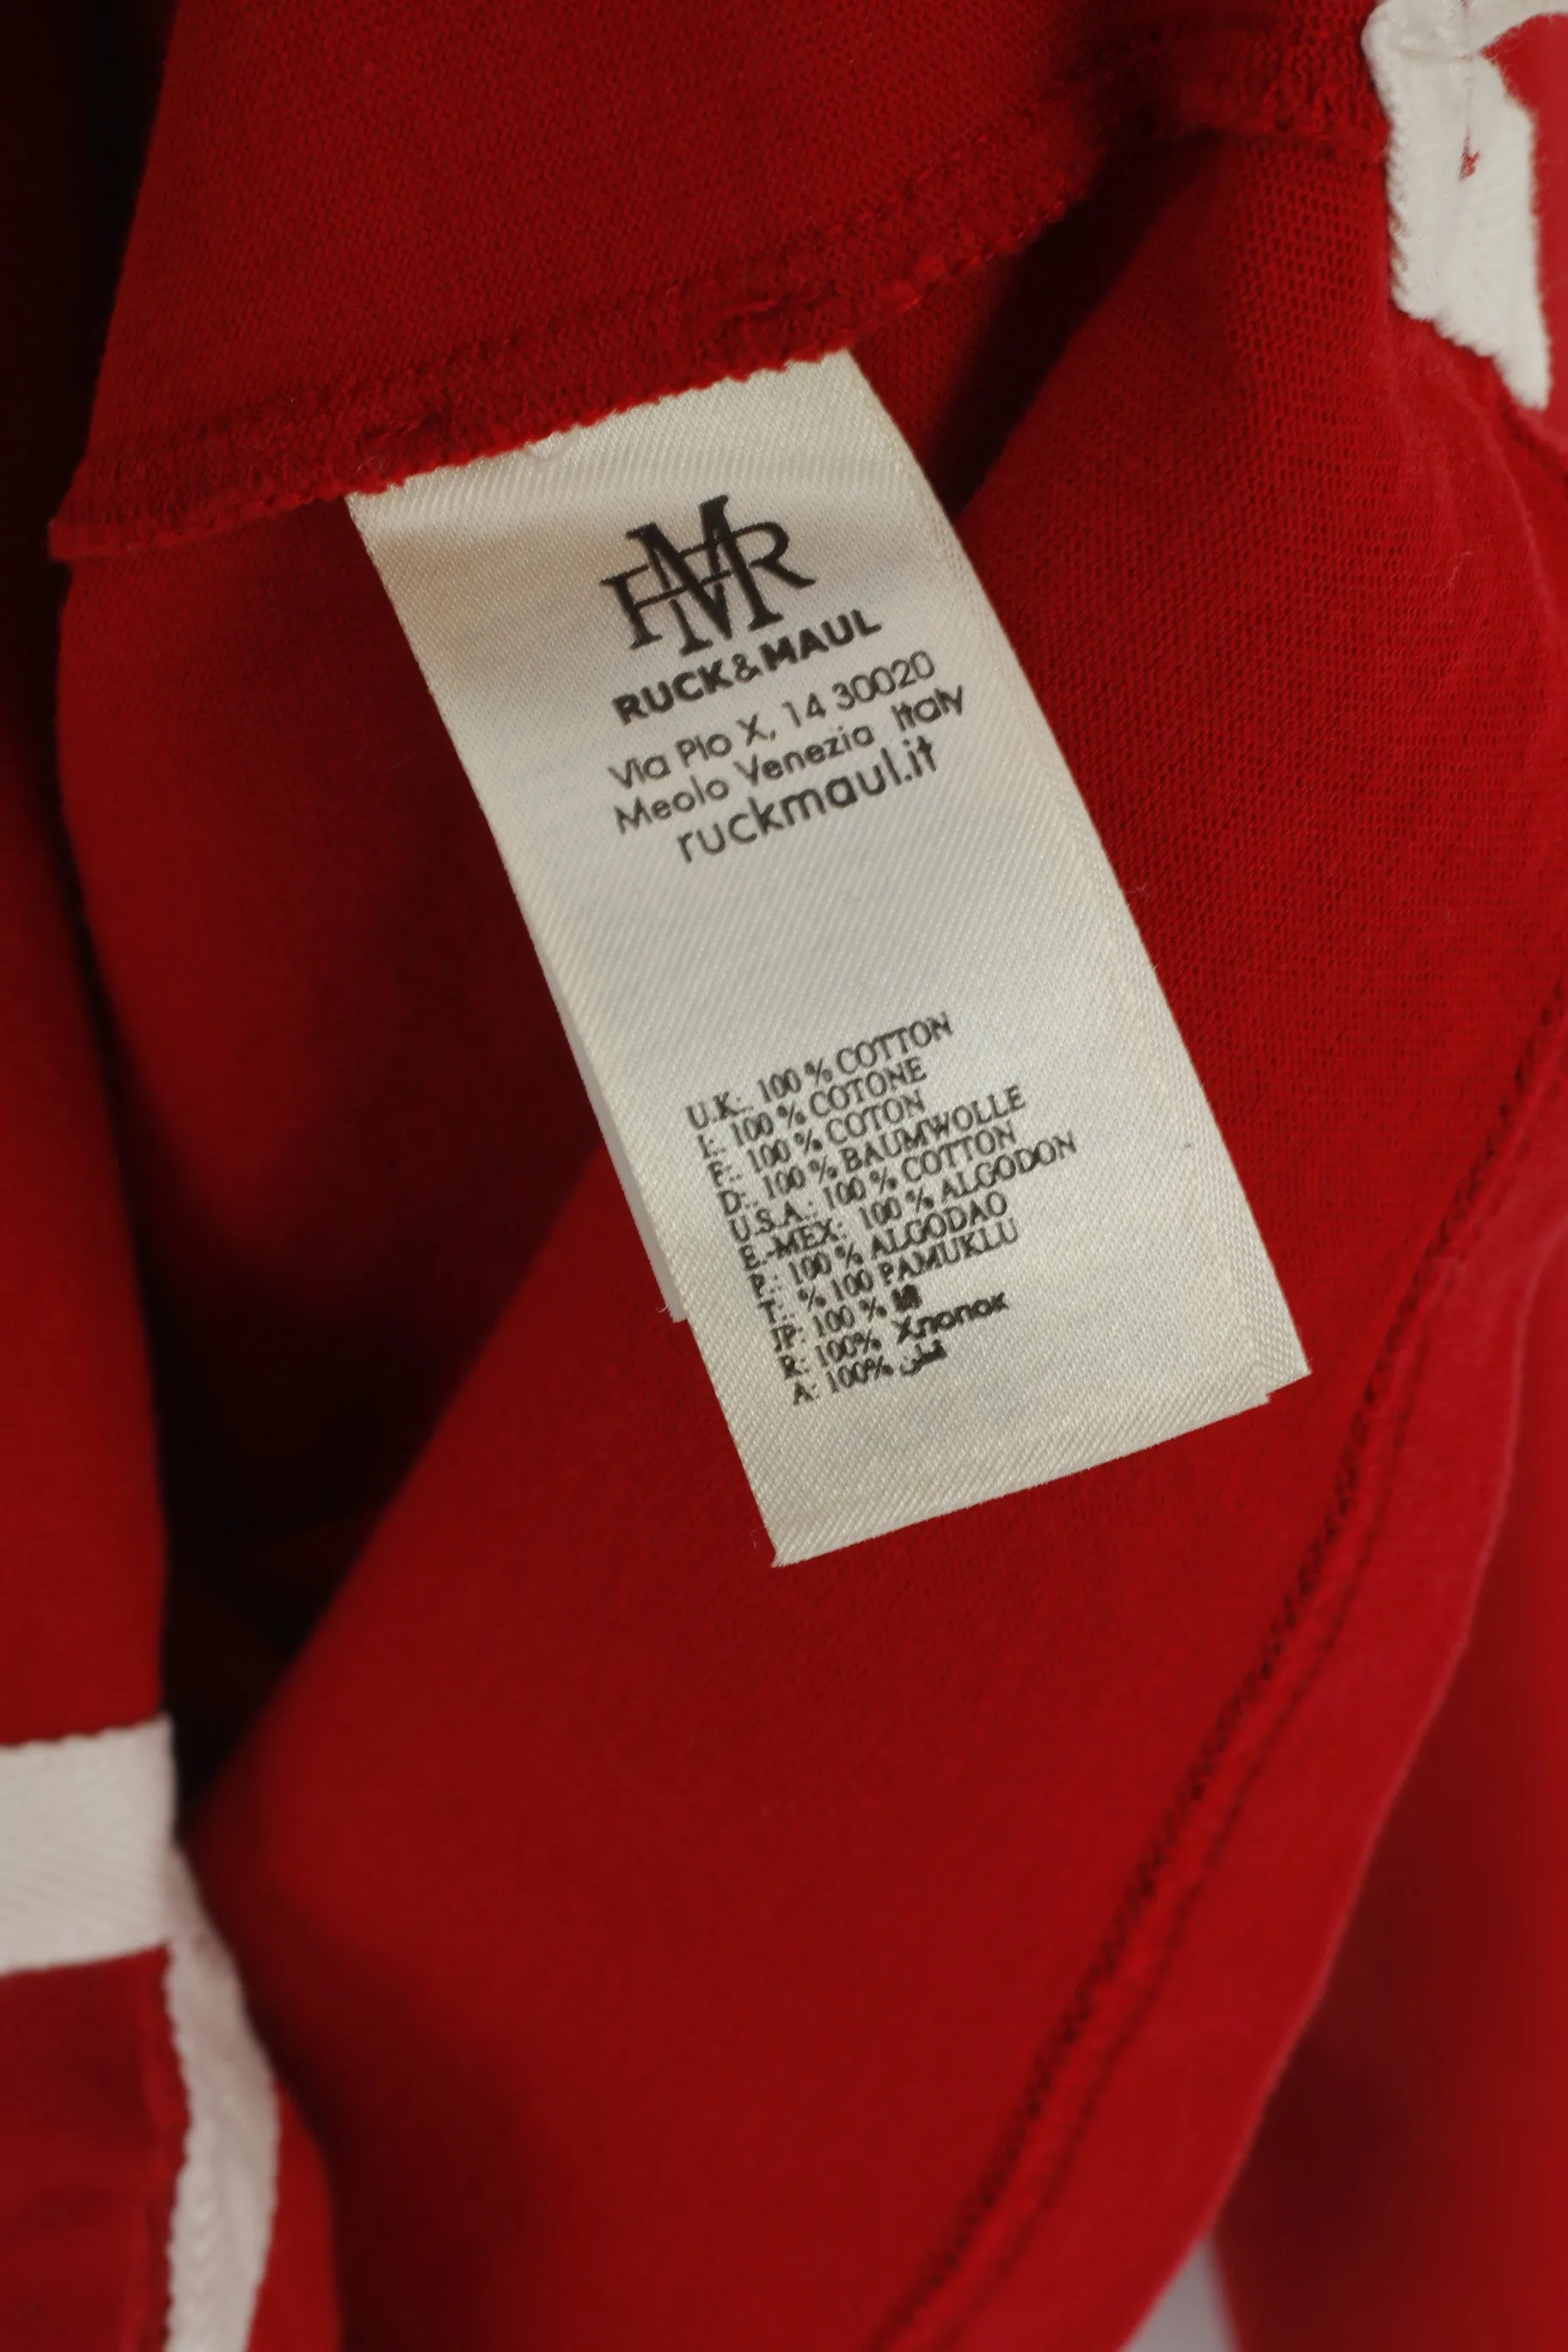 RUCK&MAUL
Via Pio X, 14 30020
Meolo Venezia Italy
ruckmaul.it
U.K.: 100 % COTTON
I: 100 % COTONE
F.: 100 % COTON
D.: 100 % BAUMWOLLE
U.S.A.: 100 % COTTON
E.-MEX: 100 % ALGODON
P.: 100 % ALGODAO
T.: % 100 PAMUKLU
JP: 100 % 綿
R: 100% Хлопок
A: 100% قطن